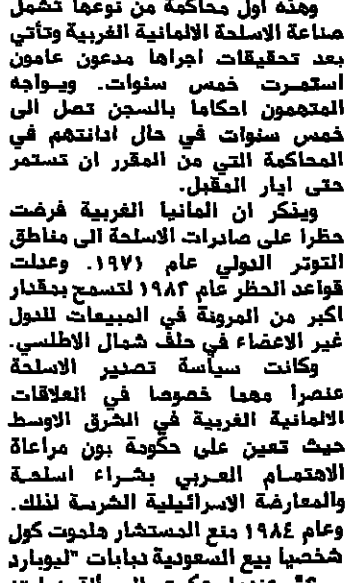 وهذه اول محاكمة من نوعها تشمل
صناعة الاسلحة الالمانية الغربية وتأتي
بعد تحقيقات اجراها مدعون عامون
استمرت خمس سنوات. ويواجه
المتهمون احكاما بالسجن تصل الى
خمس سنوات في حال ادانتهم في
المحاكمة التي من المقرر ان تستمر
حتى ايار المقبل.
ويذكر ان المانيا الغربية فرضت
حظرا على صادرات الاسلحة الى مناطق
التوتر الدولي عام ١٩٧١. وعدلت
قواعد الحظر عام ١٩٨٢ لتسمح بمقدار
اكبر من المرونة في المبيعات للدول
غير الاعضاء في حلف شمال الاطلسي.
وكانت سياسة تصدير الاسلحة
عنصرا مهما خصوصا في العلاقات
الالمانية الغربية في الشرق الاوسط
حيث تعين على حكومة بون مراعاة
الاهتمام العربي بشراء اسلحة
والمعارضة الاسرائيلية الشرسة لذلك.
وعام ١٩٨٤ منع المستشار هلموت كول
شخصيا بيع السعودية دبابات "ليوبارد